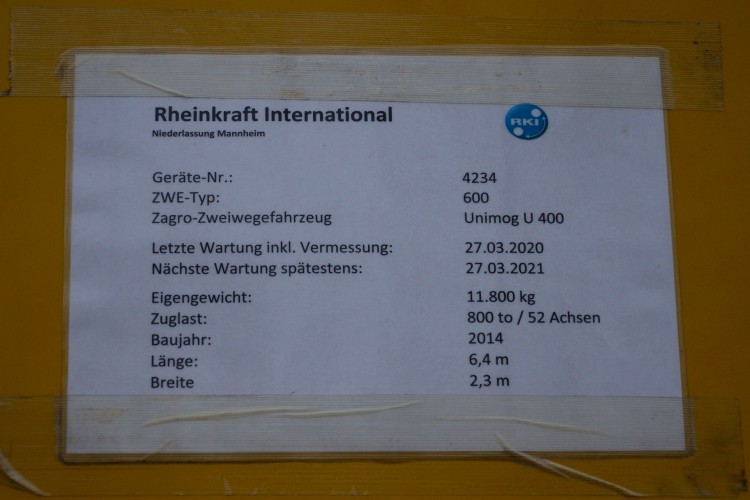 Rheinkraft International
Niederlassung Mannheim
RKI
Geräte-Nr.: 4234
ZWE-Typ: 600
Zagro-Zweiwegefahrzeug Unimog U 400
Letzte Wartung inkl. Vermessung: 27.03.2020
Nächste Wartung spätestens: 27.03.2021
Eigengewicht: 11.800 kg
Zuglast: 800 to / 52 Achsen
Baujahr: 2014
Länge: 6,4 m
Breite 2,3 m